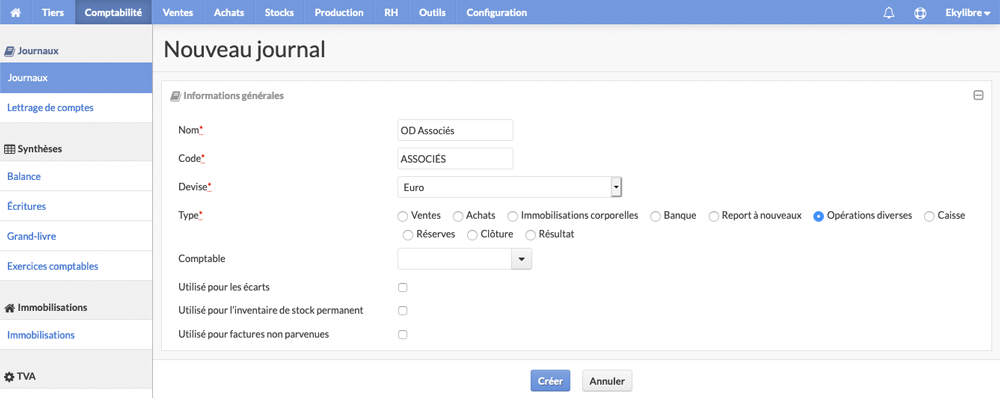 Tiers Comptabilité Ventes Achats Stocks Production RH Outils Configuration Ekylibre
Journaux
Journaux
Lettrage de comptes
Synthèses
Balance
Écritures
Grand-livre
Exercices comptables
Immobilisations
Immobilisations
TVA
Nouveau journal
Informations générales
Nom* OD Associés
Code* ASSOCIÉS
Devise* Euro
Type* Ventes Achats Immobilisations corporelles Banque Report à nouveaux Opérations diverses Caisse
Réserves Clôture Résultat
Comptable
Utilisé pour les écarts
Utilisé pour l'inventaire de stock permanent
Utilisé pour factures non parvenues
Créer Annuler